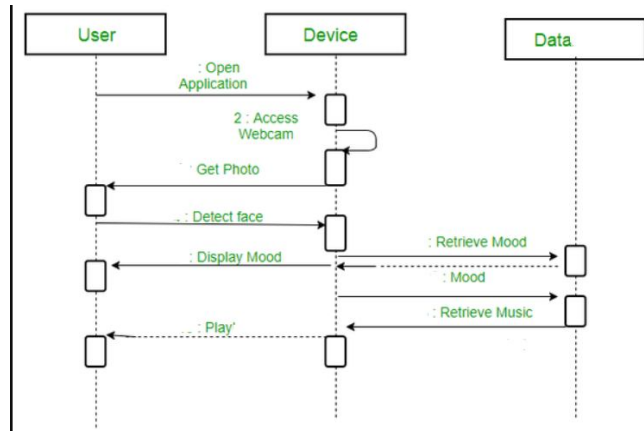 User
Device
Data
: Open
Application
2 : Access
Webcam
Get Photo
: Detect face
: Retrieve Mood
: Display Mood
: Mood
: Retrieve Music
: Play'